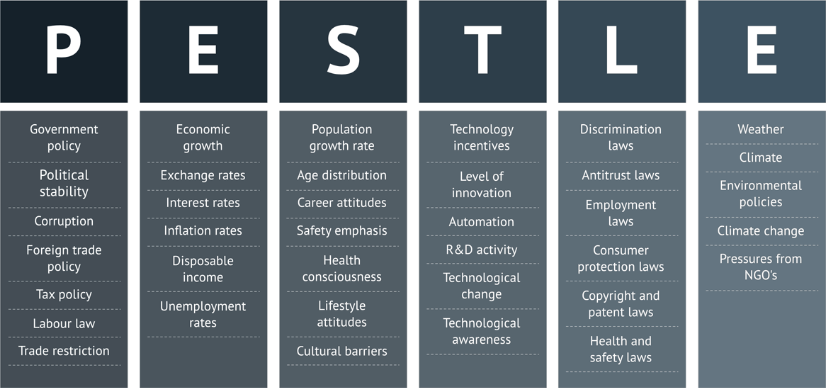 P
Government
policy
Political
stability
Corruption
Foreign trade
policy
Tax policy
Labour law
Trade restriction
E
Economic
growth
Exchange rates
Interest rates
Inflation rates
Disposable
income
Unemployment
rates
S
Population
growth rate
Age distribution
Career attitudes
Safety emphasis
Health
consciousness
Lifestyle
attitudes
Cultural barriers
T
Technology
incentives
Level of
innovation
Automation
R&D activity
Technological
change
Technological
awareness
L
Discrimination
laws
Antitrust laws
Employment
laws
Consumer
protection laws
Copyright and
patent laws
Health and
safety laws
E
Weather
Climate
Environmental
policies
Climate change
Pressures from
NGO's